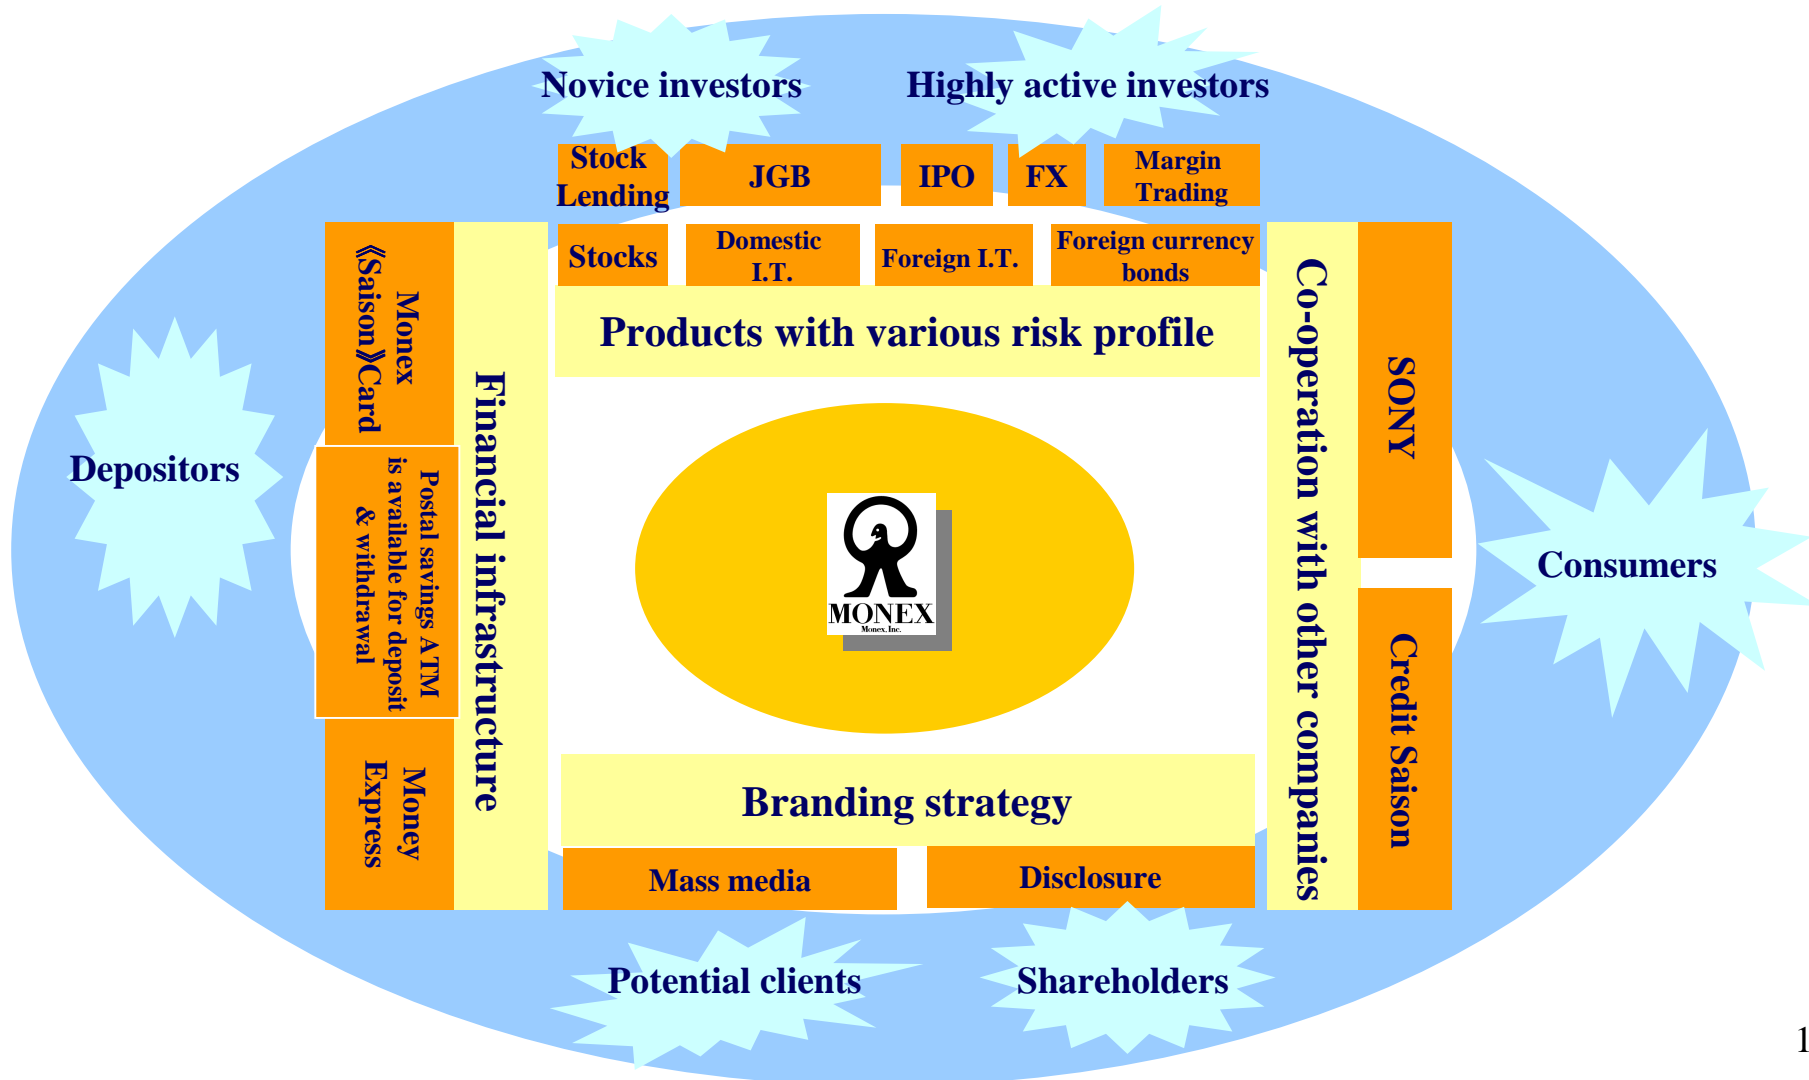 Novice investors
Highly active investors
Stock
Lending
JGB
IPO
FX
Margin
Trading
Stocks
Domestic
I.T.
Foreign I.T.
Foreign currency
bonds
Products with various risk profile
Monex
《Saison》Card
Postal savings ATM
is available for deposit
& withdrawal
Money
Express
Financial infrastructure
Depositors
MONEX
Monex, Inc.
Co-operation with other companies
SONY
Credit Saison
Consumers
Branding strategy
Mass media
Disclosure
Potential clients
Shareholders
1